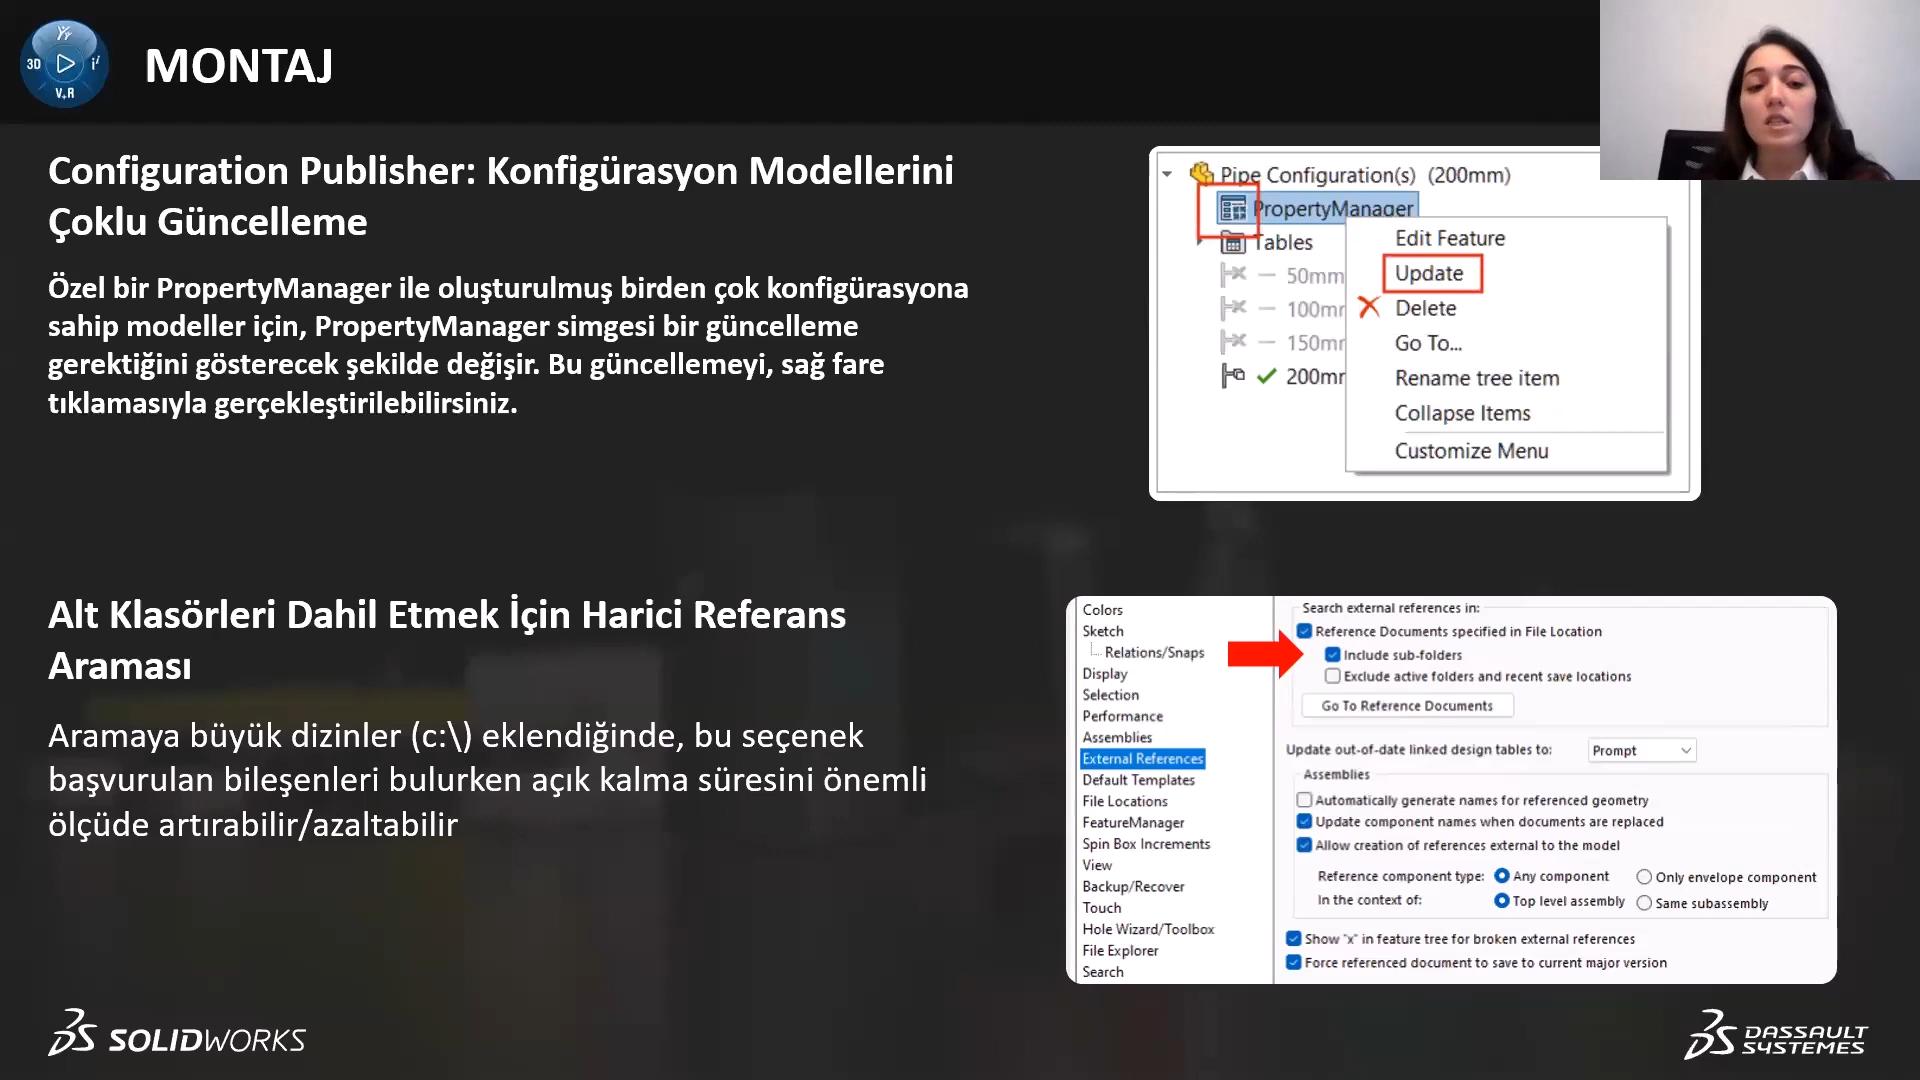 3D
V,R
MONTAJ
Configuration Publisher: Konfigürasyon Modellerini
Çoklu Güncelleme
Özel bir PropertyManager ile oluşturulmuş birden çok konfigürasyona
sahip modeller için, PropertyManager simgesi bir güncelleme
gerektiğini gösterecek şekilde değişir. Bu güncellemeyi, sağ fare
tıklamasıyla gerçekleştirilebilirsiniz.
Pipe Configuration(s) (200mm)
PropertyManager
Tables
50mm
100mr
150mr
200mr
Edit Feature
Update
Delete
Go To...
Rename tree item
Collapse Items
Customize Menu
Alt Klasörleri Dahil Etmek İçin Harici Referans
Araması
Aramaya büyük dizinler (c:\) eklendiğinde, bu seçenek
başvurulan bileşenleri bulurken açık kalma süresini önemli
ölçüde artırabilir/azaltabilir
Colors
Sketch
Relations/Snaps
Display
Selection
Performance
Assemblies
External References
Default Templates
File Locations
FeatureManager
Spin Box Increments
View
Backup/Recover
Touch
Hole Wizard/Toolbox
File Explorer
Search
Search external references in:
Reference Documents specified in File Location
Include sub-folders
Exclude active folders and recent save locations
Go To Reference Documents
Update out-of-date linked design tables to: Prompt
Assemblies
Automatically generate names for referenced geometry
Update component names when documents are replaced
Allow creation of references external to the model
Reference component type: Any component Only envelope component
In the context of: Top level assembly Same subassembly
Show "x" in feature tree for broken external references
Force referenced document to save to current major version
SOLIDWORKS
DASSAULT
SYSTEMES